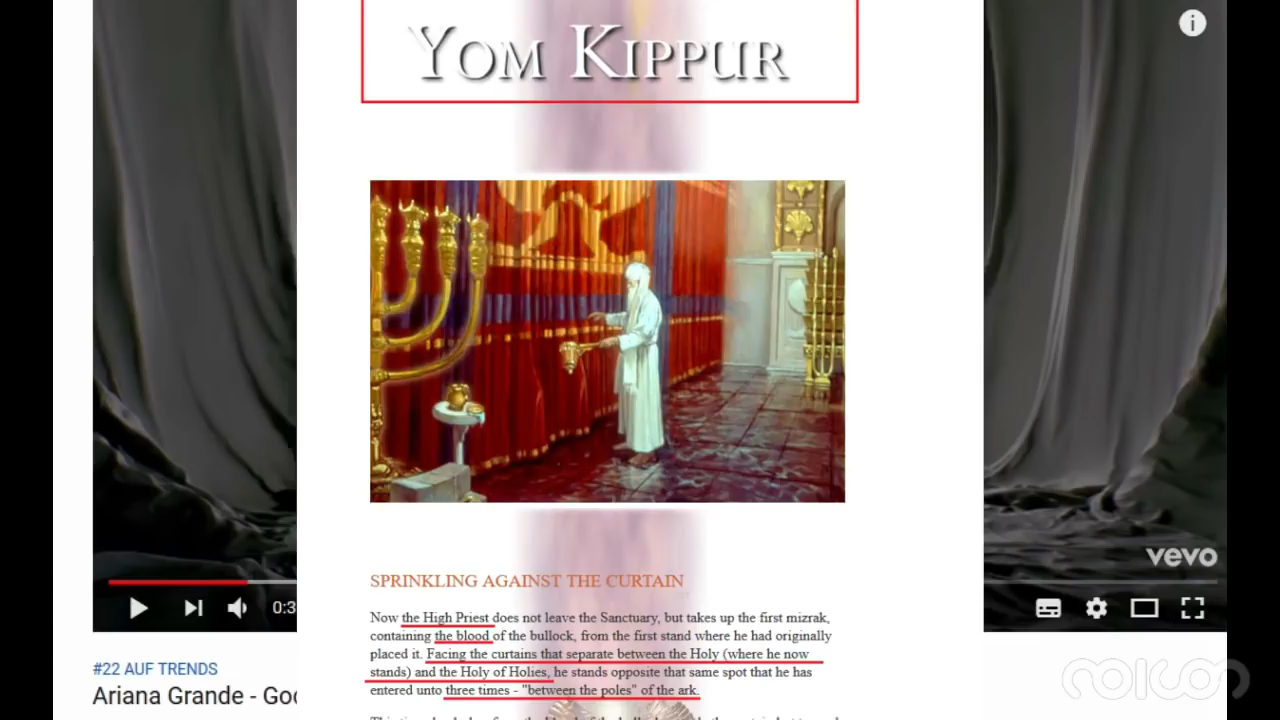 i
YOM KIPPUR
SPRINKLING AGAINST THE CURTAIN
Now the High Priest does not leave the Sanctuary, but takes up the first mizrak,
containing the blood of the bullock, from the first stand where he had originally
placed it. Facing the curtains that separate between the Holy (where he now
stands) and the Holy of Holies, he stands opposite that same spot that he has
entered unto three times - "between the poles" of the ark.
vevo
0:3
#22 AUF TRENDS
Ariana Grande - Go